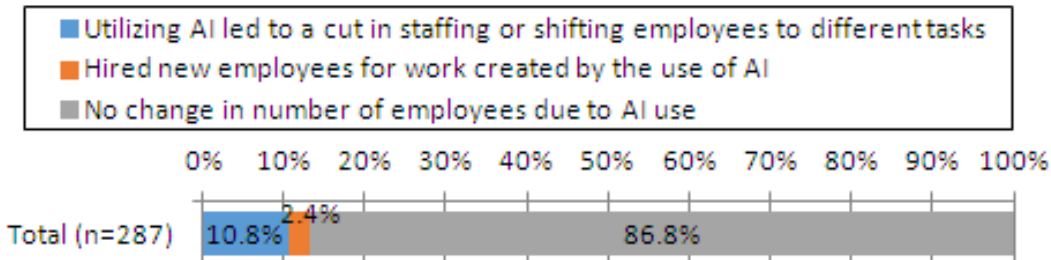 Utilizing AI led to a cut in staffing or shifting employees to different tasks
Hired new employees for work created by the use of AI
No change in number of employees due to AI use
0% 10% 20% 30% 40% 50% 60% 70% 80% 90% 100%
Total (n=287) 10.8% 2.4% 86.8%